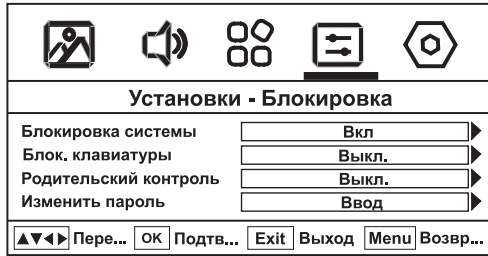 Установки - Блокировка
Блокировка системы Вкл
Блок. клавиатуры Выкл.
Родительский контроль Выкл.
Изменить пароль Ввод
Пере... OK Подтв... Exit Выход Menu Возвр...